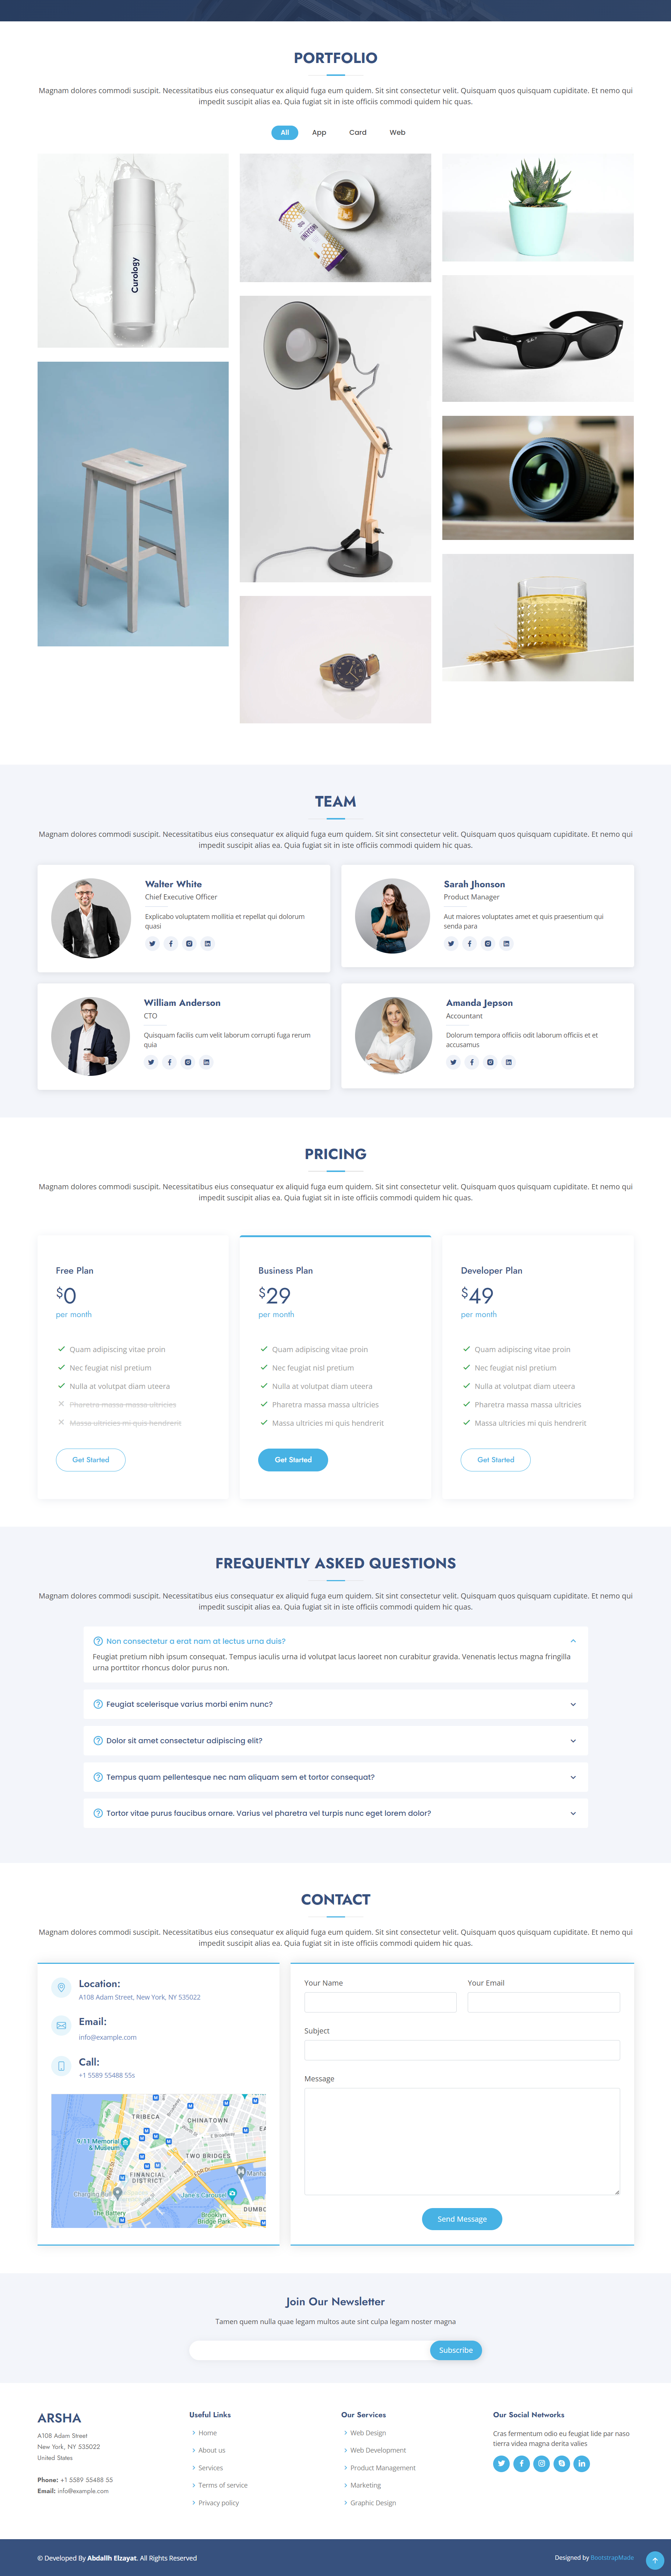 PORTFOLIO
Magnam dolores commodi suscipit. Necessitatibus eius consequatur ex aliquid fuga eum quidem. Sit sint consectetur velit. Quisquam quos quisquam cupiditate. Et nemo qui
impedit suscipit alias ea. Quia fugiat sit in iste officiis commodi quidem hic quas.
All App Card Web
Curology
TEAM
Magnam dolores commodi suscipit. Necessitatibus eius consequatur ex aliquid fuga eum quidem. Sit sint consectetur velit. Quisquam quos quisquam cupiditate. Et nemo qui
impedit suscipit alias ea. Quia fugiat sit in iste officiis commodi quidem hic quas.
Walter White
Chief Executive Officer
Explicabo voluptatem mollitia et repellat qui dolorum
quasi
Sarah Jhonson
Product Manager
Aut maiores voluptates amet et quis praesentium qui
senda para
William Anderson
CTO
Quisquam facilis cum velit laborum corrupti fuga rerum
quia
Amanda Jepson
Accountant
Dolorum tempora officiis odit laborum officiis et et
accusamus
PRICING
Magnam dolores commodi suscipit. Necessitatibus eius consequatur ex aliquid fuga eum quidem. Sit sint consectetur velit. Quisquam quos quisquam cupiditate. Et nemo qui
impedit suscipit alias ea. Quia fugiat sit in iste officiis commodi quidem hic quas.
Free Plan
$0
per month
Quam adipiscing vitae proin
Nec feugiat nisl pretium
Nulla at volutpat diam uteera
Pharetra massa massa ultricies
Massa ultricies mi quis hendrerit
Get Started
Business Plan
$29
per month
Quam adipiscing vitae proin
Nec feugiat nisl pretium
Nulla at volutpat diam uteera
Pharetra massa massa ultricies
Massa ultricies mi quis hendrerit
Get Started
Developer Plan
$49
per month
Quam adipiscing vitae proin
Nec feugiat nisl pretium
Nulla at volutpat diam uteera
Pharetra massa massa ultricies
Massa ultricies mi quis hendrerit
Get Started
FREQUENTLY ASKED QUESTIONS
Magnam dolores commodi suscipit. Necessitatibus eius consequatur ex aliquid fuga eum quidem. Sit sint consectetur velit. Quisquam quos quisquam cupiditate. Et nemo qui
impedit suscipit alias ea. Quia fugiat sit in iste officiis commodi quidem hic quas.
Non consectetur a erat nam at lectus urna duis?
Feugiat pretium nibh ipsum consequat. Tempus iaculis urna id volutpat lacus laoreet non curabitur gravida. Venenatis lectus magna fringilla
urna porttitor rhoncus dolor purus non.
Feugiat scelerisque varius morbi enim nunc?
Dolor sit amet consectetur adipiscing elit?
Tempus quam pellentesque nec nam aliquam sem et tortor consequat?
Tortor vitae purus faucibus ornare. Varius vel pharetra vel turpis nunc eget lorem dolor?
CONTACT
Magnam dolores commodi suscipit. Necessitatibus eius consequatur ex aliquid fuga eum quidem. Sit sint consectetur velit. Quisquam quos quisquam cupiditate. Et nemo qui
impedit suscipit alias ea. Quia fugiat sit in iste officiis commodi quidem hic quas.
Location:
A108 Adam Street, New York, NY 535022
Email:
info@example.com
Call:
+1 5589 55488 55s
TRIBECA
CHINATOWN
E Broadway
9/11 Memorial
& Museum
TWO BRIDGES
FINANCIAL
DISTRICT
Charging Bull
Jane's Carousel
The Battery
Brooklyn
Bridge Park
DUMBO
Your Name
Your Email
Subject
Message
Send Message
Join Our Newsletter
Tamen quem nulla quae legam multos aute sint culpa legam noster magna
Subscribe
ARSHA
A108 Adam Street
New York, NY 535022
United States
Phone: +1 5589 55488 55
Email: info@example.com
Useful Links
Home
About us
Services
Terms of service
Privacy policy
Our Services
Web Design
Web Development
Product Management
Marketing
Graphic Design
Our Social Networks
Cras fermentum odio eu feugiat lide par naso
tierra videa magna derita valies
© Developed By Abdallh Elzayat. All Rights Reserved
Designed by BootstrapMade